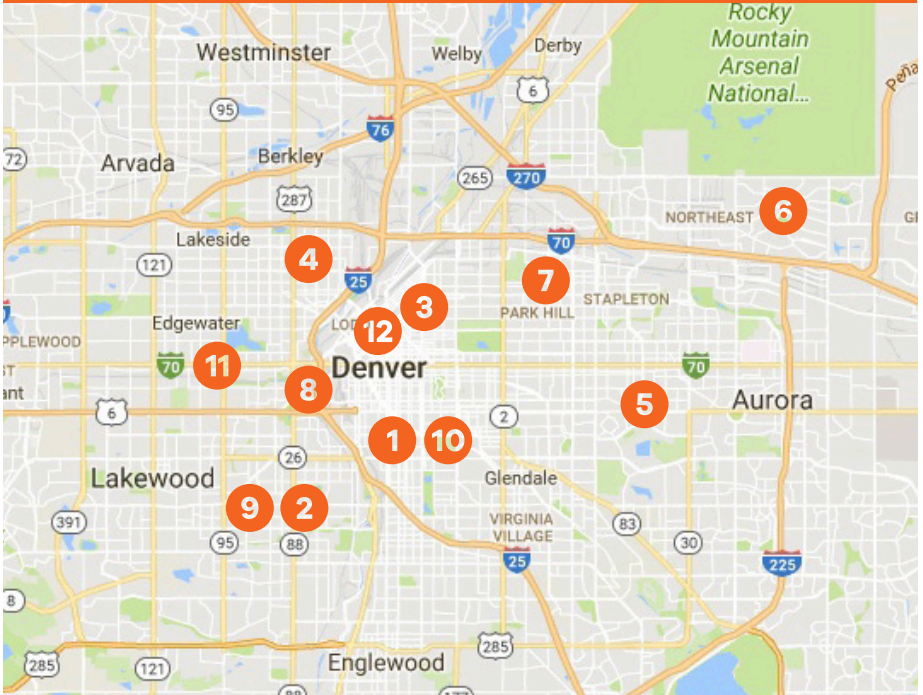 Rocky
Mountain
Arsenal
National...
Westminster
Welby
Derby
Peña
6
95
76
72
Arvada
Berkley
265
270
287
NORTHEAST
6
Lakeside
70
121
4
25
7
STAPLETON
3
PARK HILL
Edgewater
12
PPLEWOOD
70
11
Denver
70
8
5
Aurora
6
2
1
10
26
Lakewood
Glendale
9
2
391
VIRGINIA
VILLAGE
83
95
88
30
25
225
8
285
Englewood
285
121